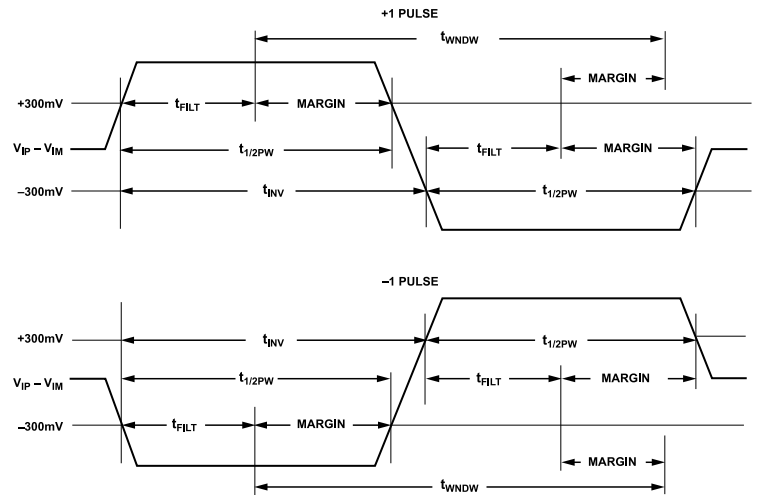 +1 PULSE
tWNDW
MARGIN
+300mV
tFILT
MARGIN
VIP – VIM
t1/2PW
tFILT
MARGIN
–300mV
tINV
t1/2PW
–1 PULSE
+300mV
tINV
t1/2PW
VIP – VIM
t1/2PW
tFILT
MARGIN
–300mV
tFILT
MARGIN
MARGIN
tWNDW